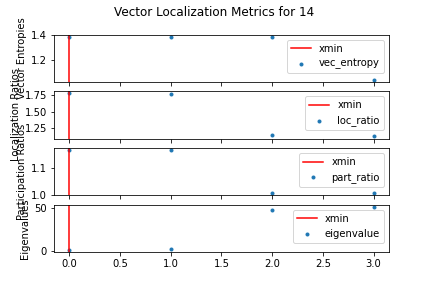 Vector Localization Metrics for 14
Vector Entropies
1.4
1.2
xmin
vec_entropy
Localization Ratios
1.75
1.50
1.25
xmin
loc_ratio
Participation Ratios
1.1
1.0
xmin
part_ratio
Eigenvalues
50
0
xmin
eigenvalue
0.0 0.5 1.0 1.5 2.0 2.5 3.0